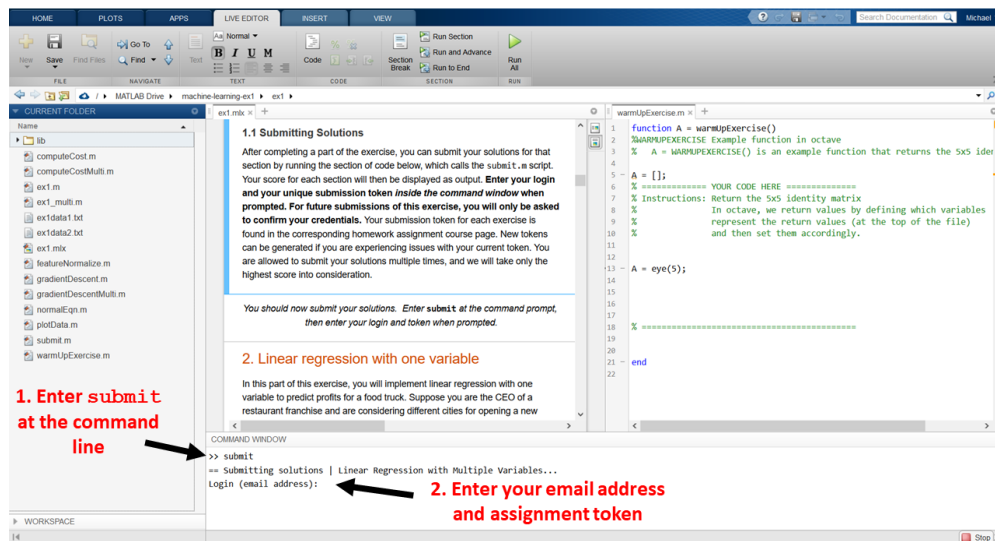 HOME PLOTS APPS LIVE EDITOR INSERT VIEW
Search Documentation Michael
New Save Find Files Go To Find Text
Aa Normal
B I U M
Code Section Break
Run Section
Run and Advance
Run to End
Run All
FILE NAVIGATE TEXT CODE SECTION RUN
/ MATLAB Drive machine-learning-ex1 ex1
CURRENT FOLDER
Name
lib
computeCost.m
computeCostMulti.m
ex1.m
ex1_multi.m
ex1data1.txt
ex1data2.txt
ex1.mlx
featureNormalize.m
gradientDescent.m
gradientDescentMulti.m
normalEqn.m
plotData.m
submit.m
warmUpExercise.m
1. Enter submit
at the command
line
WORKSPACE
ex1.mlx × +
1.1 Submitting Solutions
After completing a part of the exercise, you can submit your solutions for that
section by running the section of code below, which calls the submit.m script.
Your score for each section will then be displayed as output. Enter your login
and your unique submission token inside the command window when
prompted. For future submissions of this exercise, you will only be asked
to confirm your credentials. Your submission token for each exercise is
found in the corresponding homework assignment course page. New tokens
can be generated if you are experiencing issues with your current token. You
are allowed to submit your solutions multiple times, and we will take only the
highest score into consideration.
You should now submit your solutions. Enter submit at the command prompt,
then enter your login and token when prompted.
2. Linear regression with one variable
In this part of this exercise, you will implement linear regression with one
variable to predict profits for a food truck. Suppose you are the CEO of a
restaurant franchise and are considering different cities for opening a new
warmUpExercise.m × +
1 function A = warmUpExercise()
2 %WARMUPEXERCISE Example function in octave
3 % A = WARMUPEXERCISE() is an example function that returns the 5x5 iden
4
5 - A = [];
6 % ============= YOUR CODE HERE ==============
7 % Instructions: Return the 5x5 identity matrix
8 % In octave, we return values by defining which variables
9 % represent the return values (at the top of the file)
10 % and then set them accordingly.
11
12
13 - A = eye(5);
14
15
16
17
18 % ===========================================
19
20
21 - end
22
COMMAND WINDOW
>> submit
== Submitting solutions | Linear Regression with Multiple Variables...
Login (email address):
2. Enter your email address
and assignment token
Stop